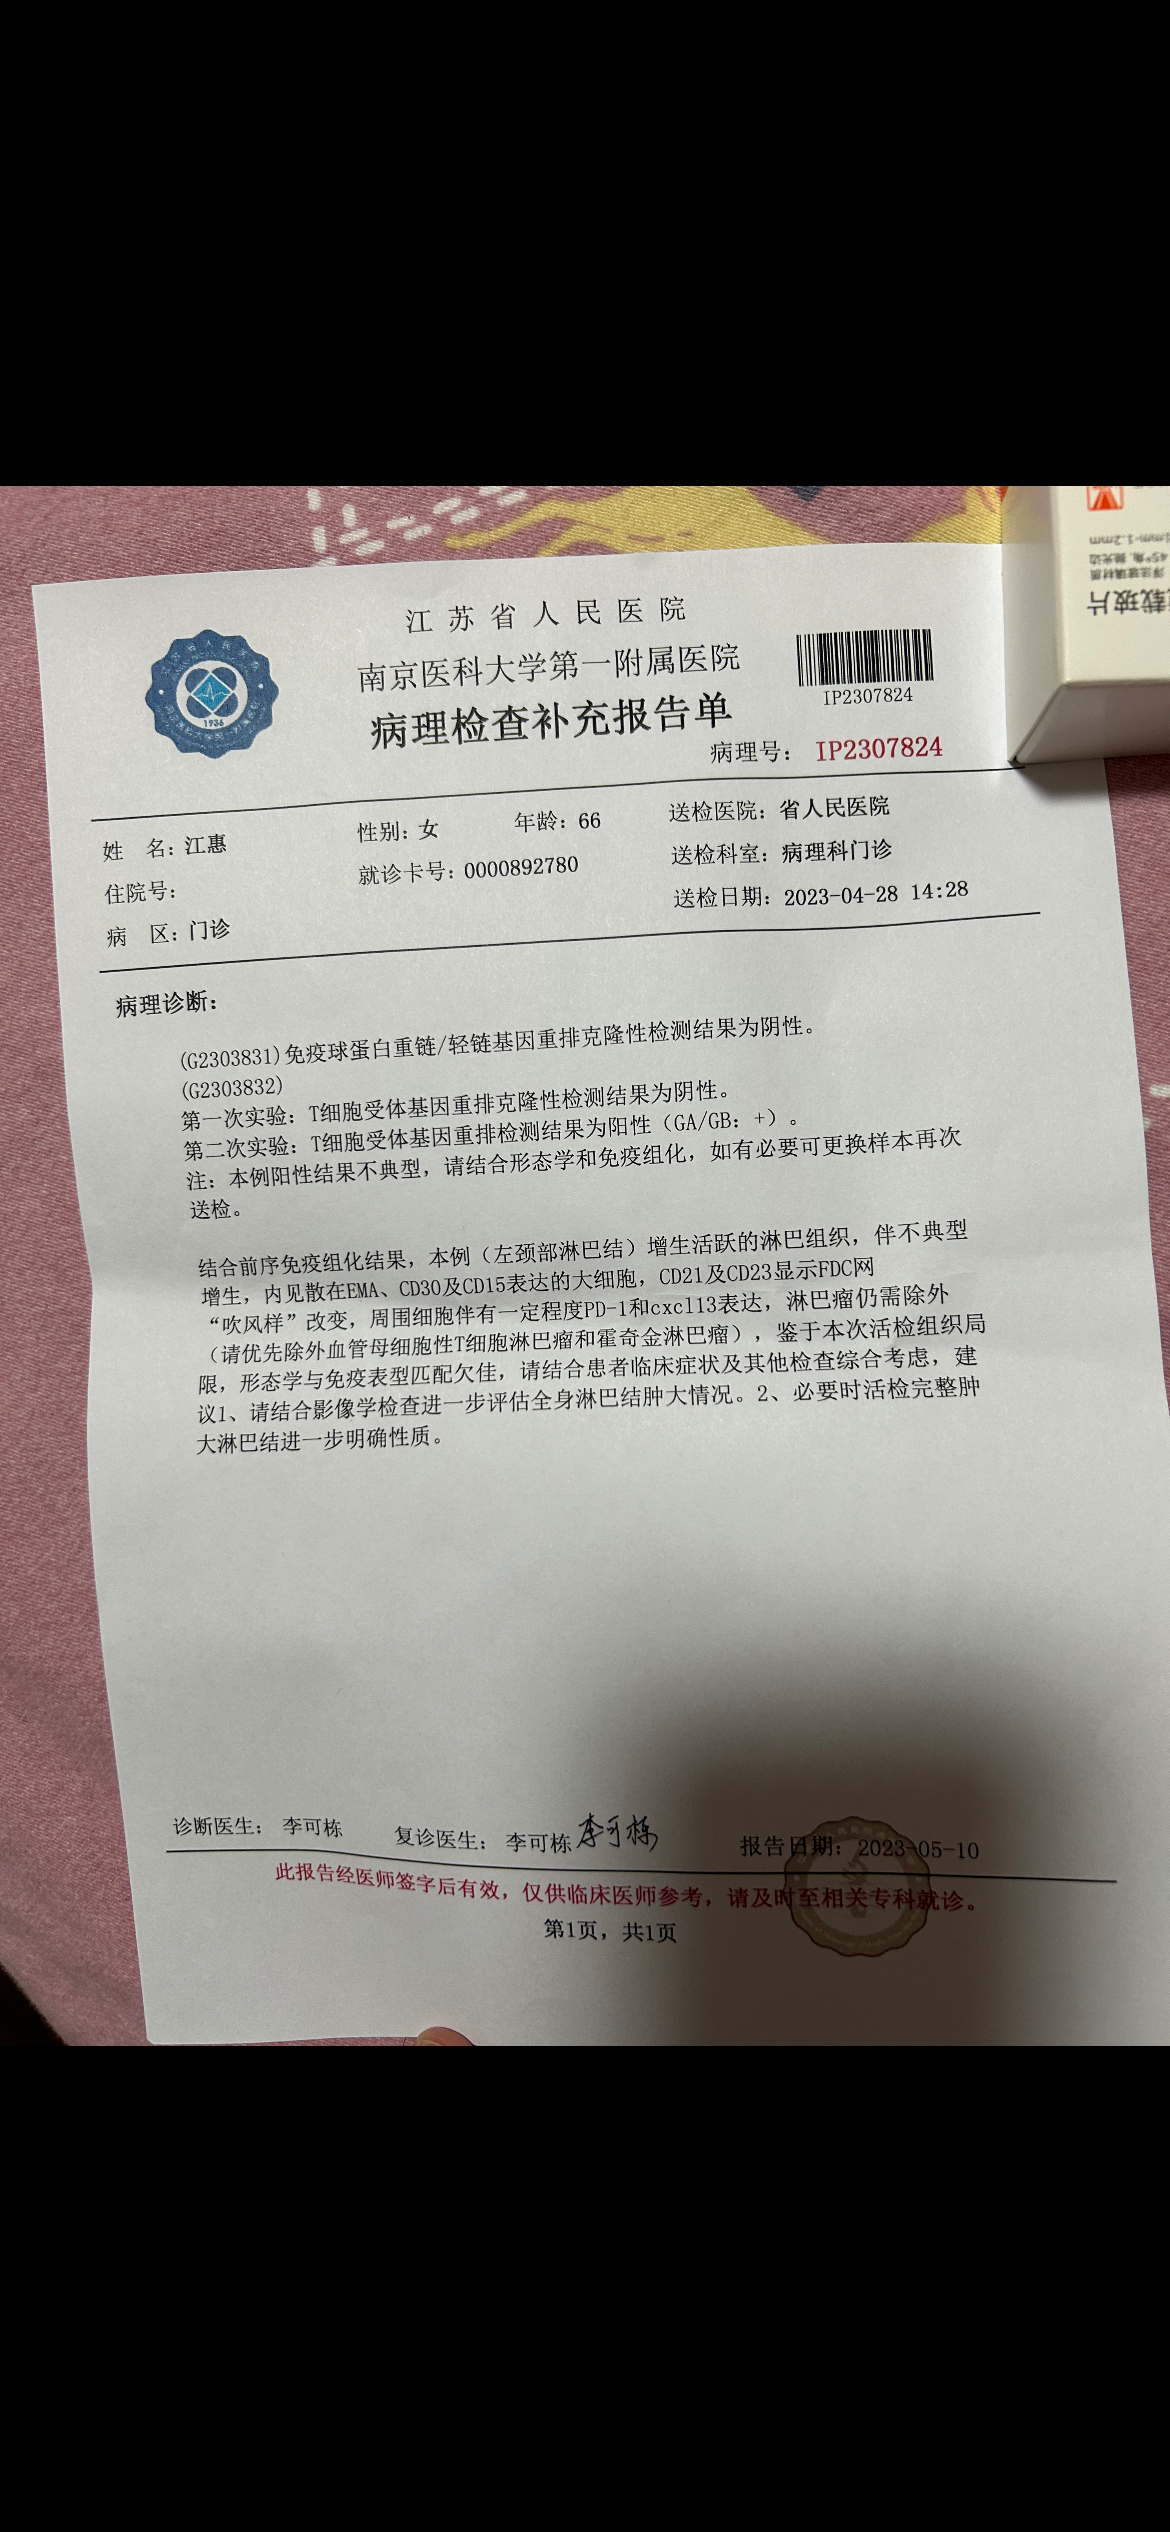 1mm-1.2mm
45°角, 抛光边
浮法玻璃材质
载玻片
江苏省人民医院
南京医科大学第一附属医院
病理检查补充报告单
IP2307824
病理号： IP2307824
1936
姓 名：江惠 性别：女 年龄：66 送检医院：省人民医院
住院号： 就诊卡号：0000892780 送检科室：病理科门诊
病 区：门诊 送检日期：2023-04-28 14:28
病理诊断：
(G2303831)免疫球蛋白重链/轻链基因重排克隆性检测结果为阴性。
(G2303832)
第一次实验：T细胞受体基因重排克隆性检测结果为阴性。
第二次实验：T细胞受体基因重排检测结果为阳性（GA/GB：+）。
注：本例阳性结果不典型，请结合形态学和免疫组化，如有必要可更换样本再次
送检。
结合前序免疫组化结果，本例（左颈部淋巴结）增生活跃的淋巴组织，伴不典型
增生，内见散在EMA、CD30及CD15表达的大细胞，CD21及CD23显示FDC网
“吹风样”改变，周围细胞伴有一定程度PD-1和cxcl13表达，淋巴瘤仍需除外
（请优先除外血管母细胞性T细胞淋巴瘤和霍奇金淋巴瘤），鉴于本次活检组织局
限，形态学与免疫表型匹配欠佳，请结合患者临床症状及其他检查综合考虑，建
议1、请结合影像学检查进一步评估全身淋巴结肿大情况。2、必要时活检完整肿
大淋巴结进一步明确性质。
诊断医生： 李可栋 复诊医生： 李可栋 李可栋 报告日期：2023-05-10
此报告经医师签字后有效，仅供临床医师参考，请及时至相关专科就诊。
第1页，共1页